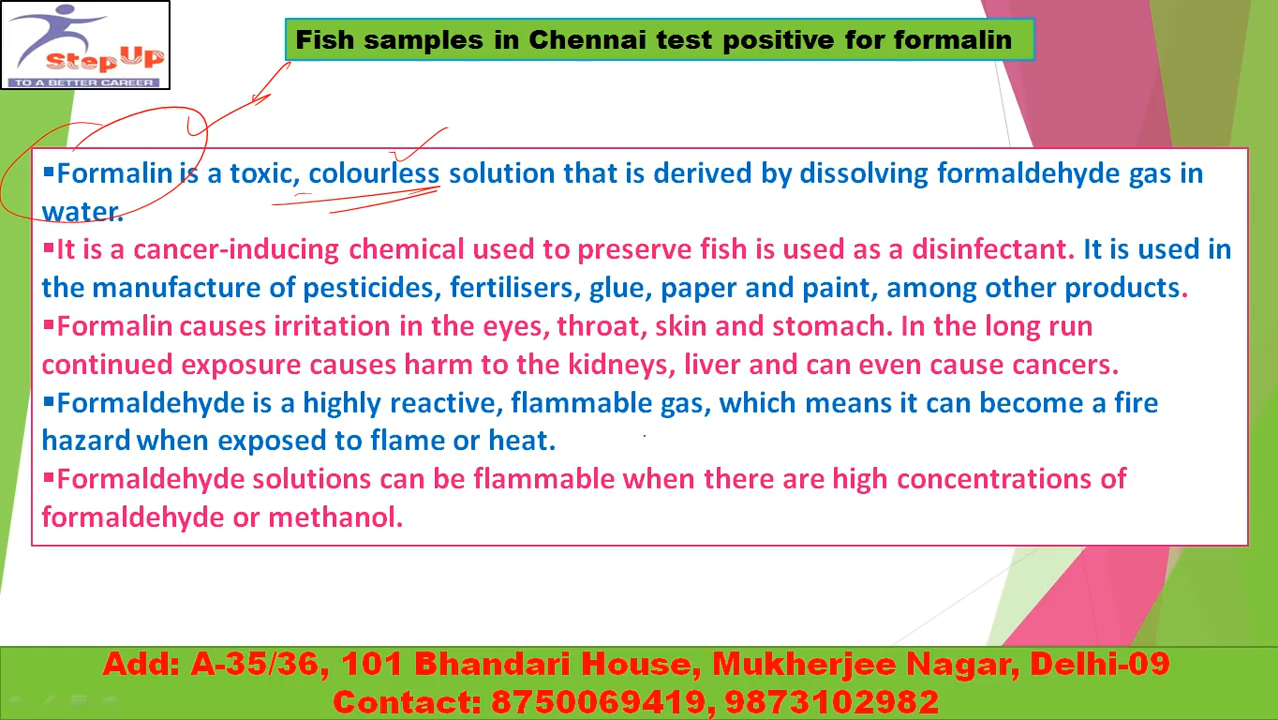 StepUp
TO A BETTER CAREER
Fish samples in Chennai test positive for formalin
▪Formalin is a toxic, colourless solution that is derived by dissolving formaldehyde gas in
water.
▪It is a cancer-inducing chemical used to preserve fish is used as a disinfectant. It is used in
the manufacture of pesticides, fertilisers, glue, paper and paint, among other products.
▪Formalin causes irritation in the eyes, throat, skin and stomach. In the long run
continued exposure causes harm to the kidneys, liver and can even cause cancers.
▪Formaldehyde is a highly reactive, flammable gas, which means it can become a fire
hazard when exposed to flame or heat.
▪Formaldehyde solutions can be flammable when there are high concentrations of
formaldehyde or methanol.
Add: A-35/36, 101 Bhandari House, Mukherjee Nagar, Delhi-09
Contact: 8750069419, 9873102982